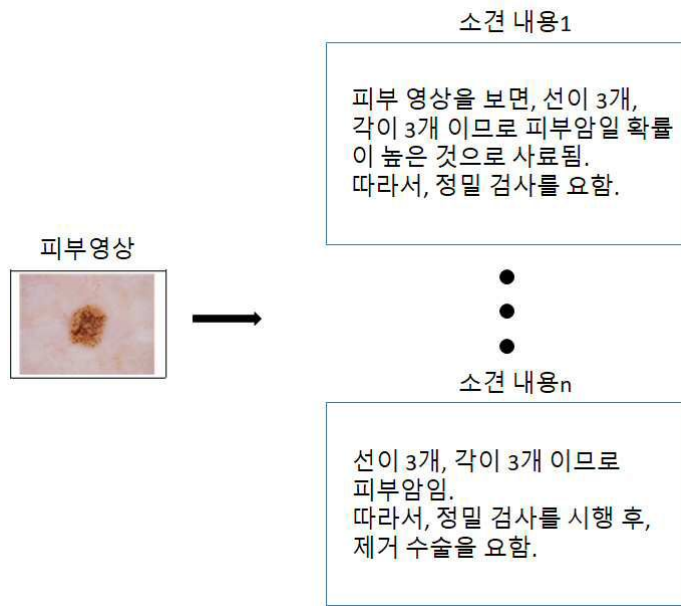 소견 내용1
피부 영상을 보면, 선이 3개,
각이 3개 이므로 피부암일 확률
이 높은 것으로 사료됨.
따라서, 정밀 검사를 요함.
피부영상
소견 내용n
선이 3개, 각이 3개 이므로
피부암임.
따라서, 정밀 검사를 시행 후,
제거 수술을 요함.